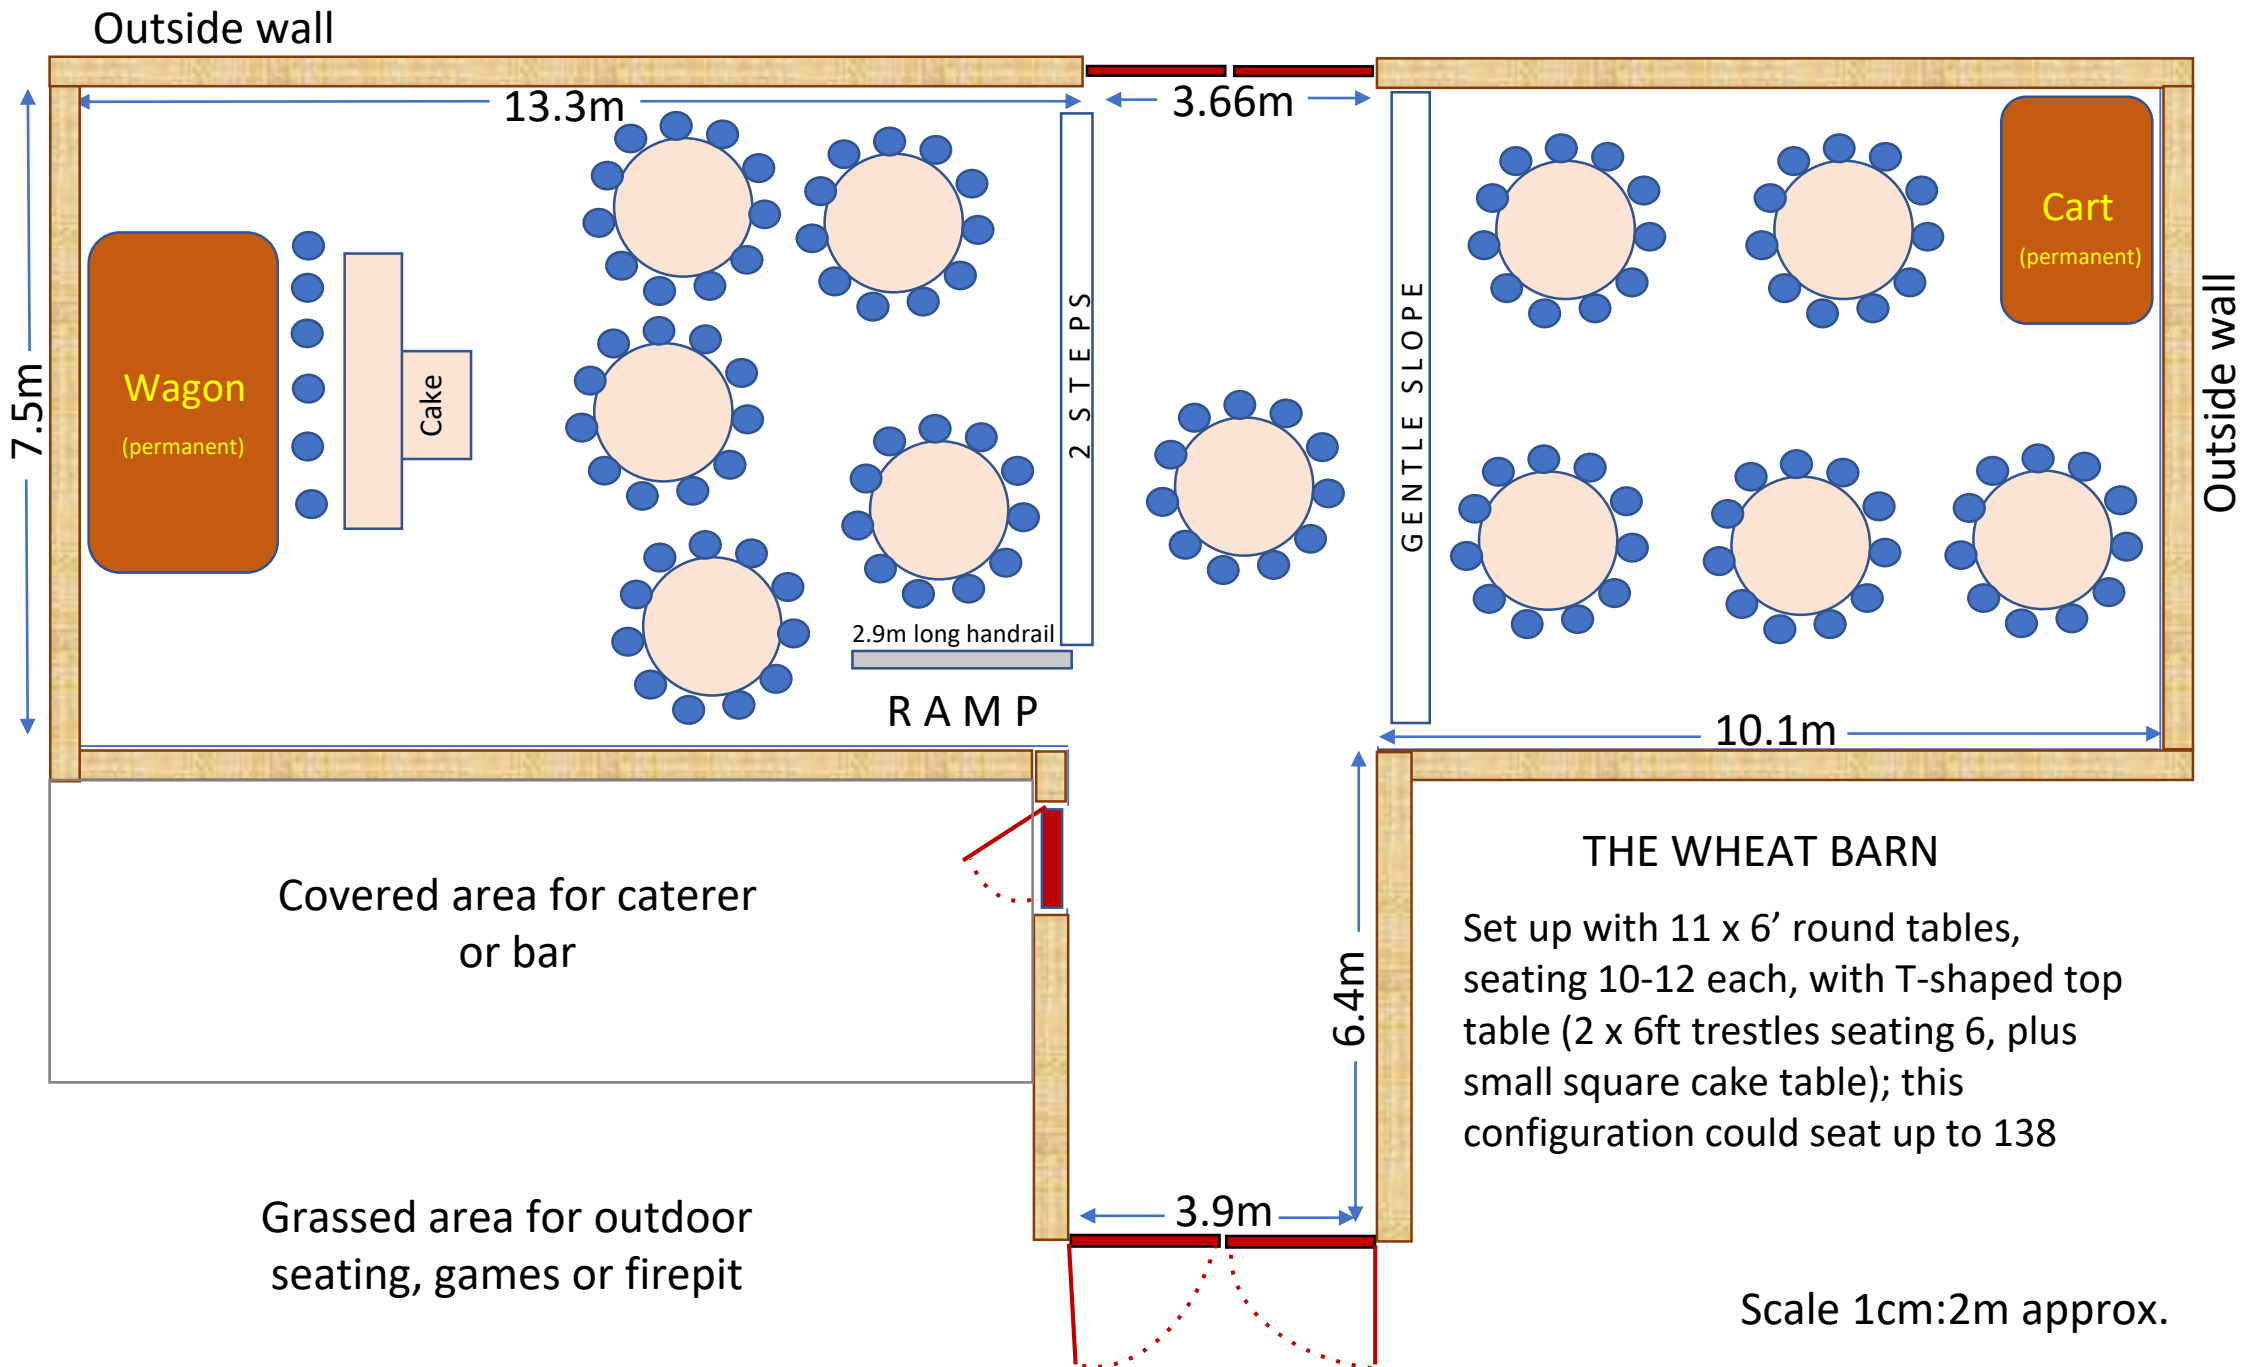 Outside wall
13.3m
3.66m
7.5m
Wagon
(permanent)
Cake
2 STEPS
GENTLE SLOPE
Cart
(permanent)
Outside wall
2.9m long handrail
RAMP
10.1m
Covered area for caterer
or bar
6.4m
3.9m
Grassed area for outdoor
seating, games or firepit
THE WHEAT BARN
Set up with 11 x 6’ round tables,
seating 10-12 each, with T-shaped top
table (2 x 6ft trestles seating 6, plus
small square cake table); this
configuration could seat up to 138
Scale 1cm:2m approx.